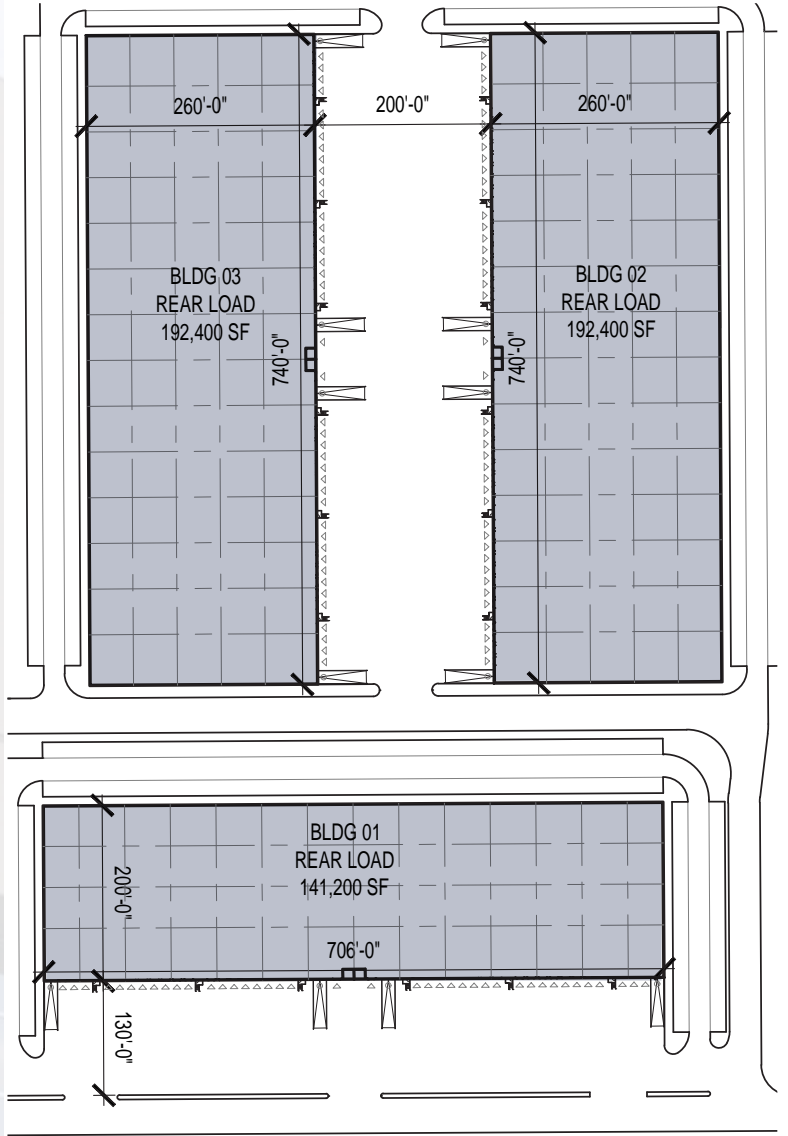 260'-0"
200'-0"
260'-0"
BLDG 03
REAR LOAD
192,400 SF
740'-0"
BLDG 02
REAR LOAD
192,400 SF
740'-0"
BLDG 01
REAR LOAD
141,200 SF
200'-0"
706'-0"
130'-0"